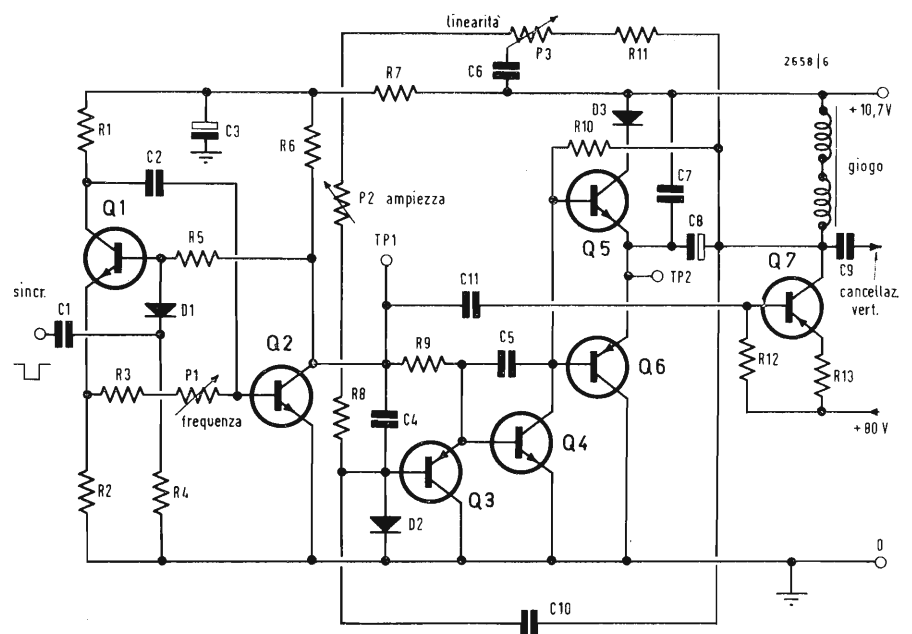 linearità
P3
R11
2658/6
R7
C6
+10,7V
R1
C3
R6
D3
R10
C2
C7
giogo
P2 ampiezza
Q1
Q5
R5
C8
TP1
Q7
C9
TP2
C11
cancellaz.
vert.
sincr.
C1
D1
Q2
R9
C5
Q6
R3
P1
R12
R13
R8
C4
frequenza
Q4
+80V
Q3
R2
R4
D2
0
C10